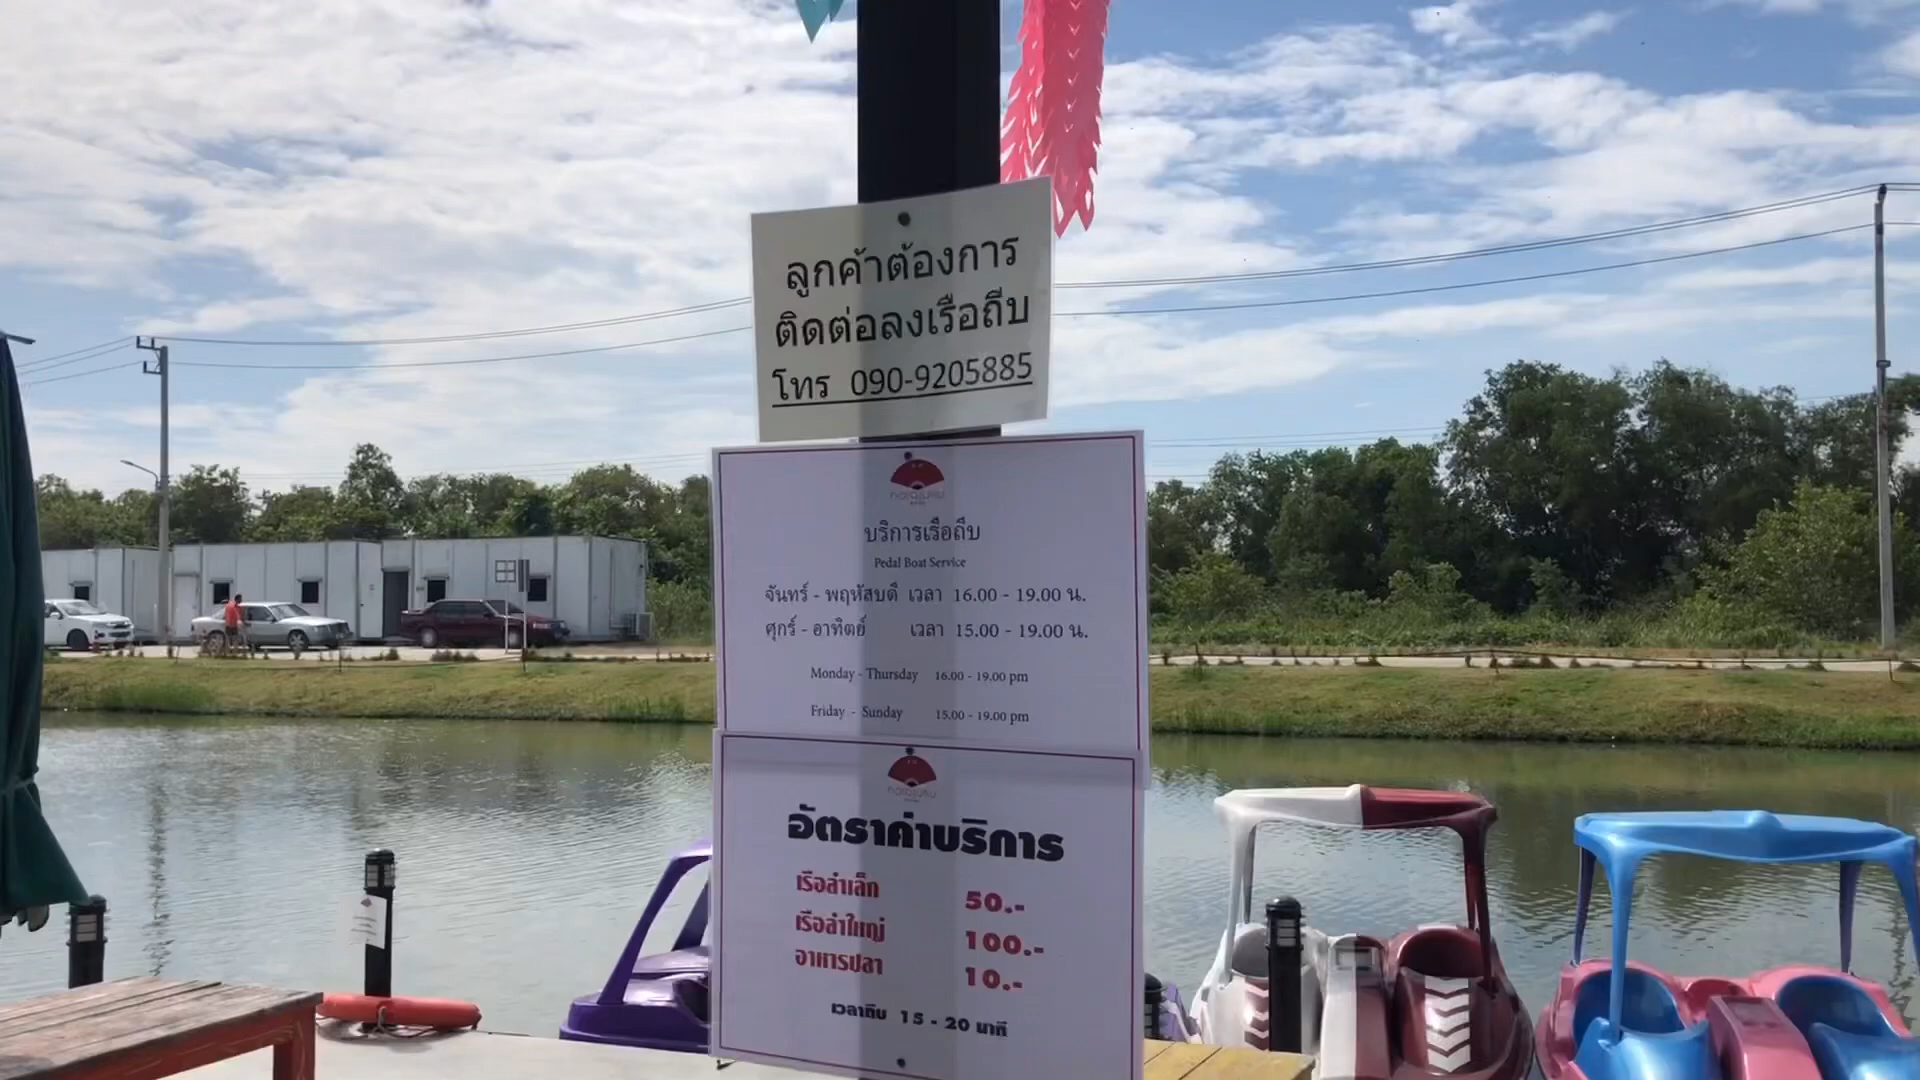 ลูกค้าต้องการ
ติดต่อลงเรือถีบ
โทร 090-9205885
บริการเรือถีบ
Pedal Boat Service
จันทร์ - พฤหัสบดี เวลา 16.00 - 19.00 น.
ศุกร์ - อาทิตย์ เวลา 15.00 - 19.00 น.
Monday - Thursday 16.00 - 19.00 pm
Friday - Sunday 15.00 - 19.00 pm
อัตราค่าบริการ
เรือลำเล็ก 50.-
เรือลำใหญ่ 100.-
อาหารปลา 10.-
เวลาถีบ 15 - 20 นาที